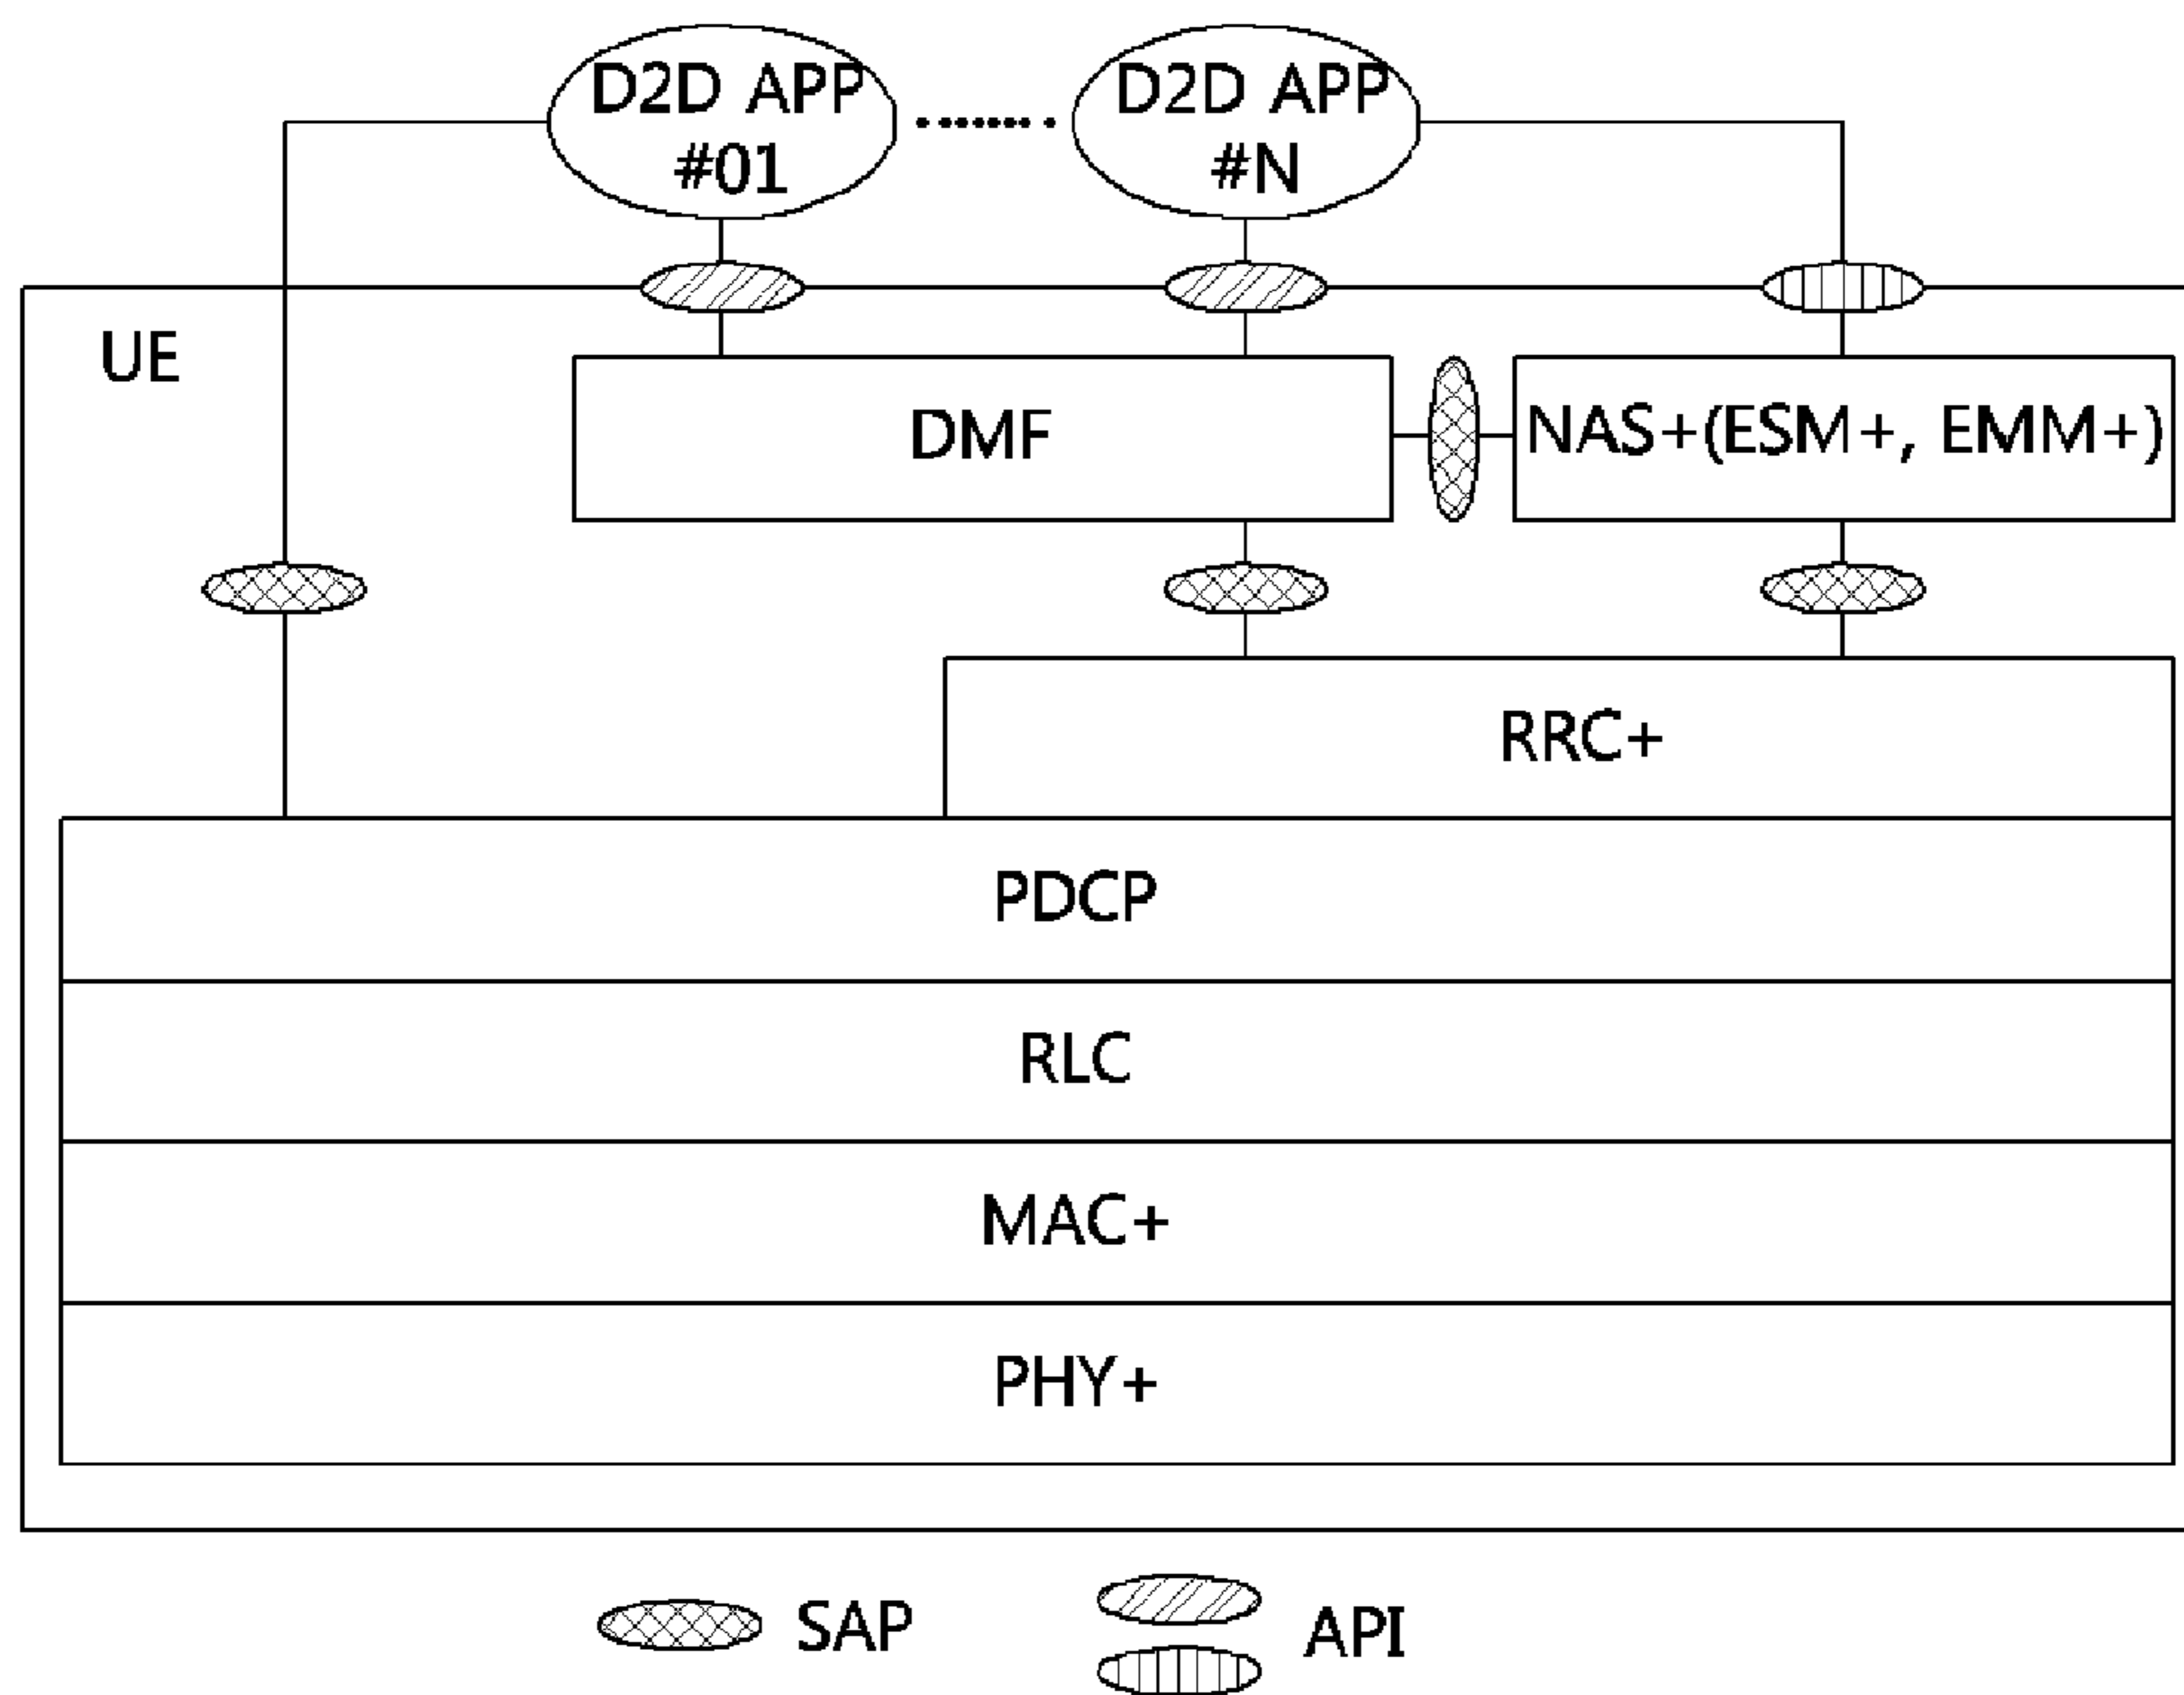 D2D APP
#01
D2D APP
#N
UE
DMF
NAS+(ESM+, EMM+)
RRC+
PDCP
RLC
MAC+
PHY+
SAP
API